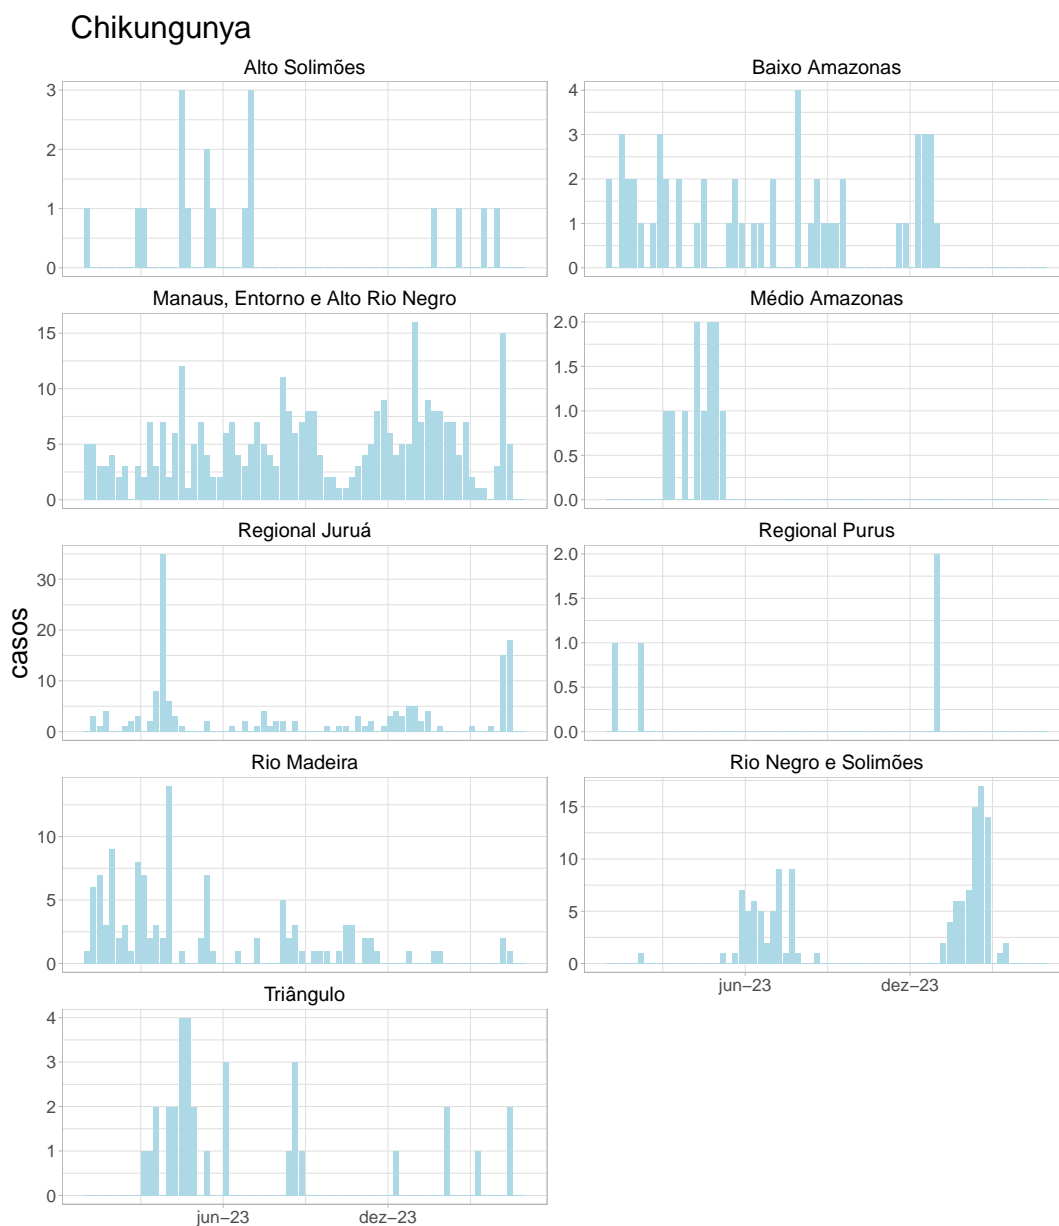 Chikungunya
Alto Solimões
3
2
1
0
Baixo Amazonas
4
3
2
1
0
Manaus, Entorno e Alto Rio Negro
15
10
5
0
Médio Amazonas
2.0
1.5
1.0
0.5
0.0
Regional Juruá
30
20
10
0
Regional Purus
2.0
1.5
1.0
0.5
0.0
casos
Rio Madeira
10
5
0
Rio Negro e Solimões
15
10
5
0
jun−23
dez−23
Triângulo
4
3
2
1
0
jun−23
dez−23